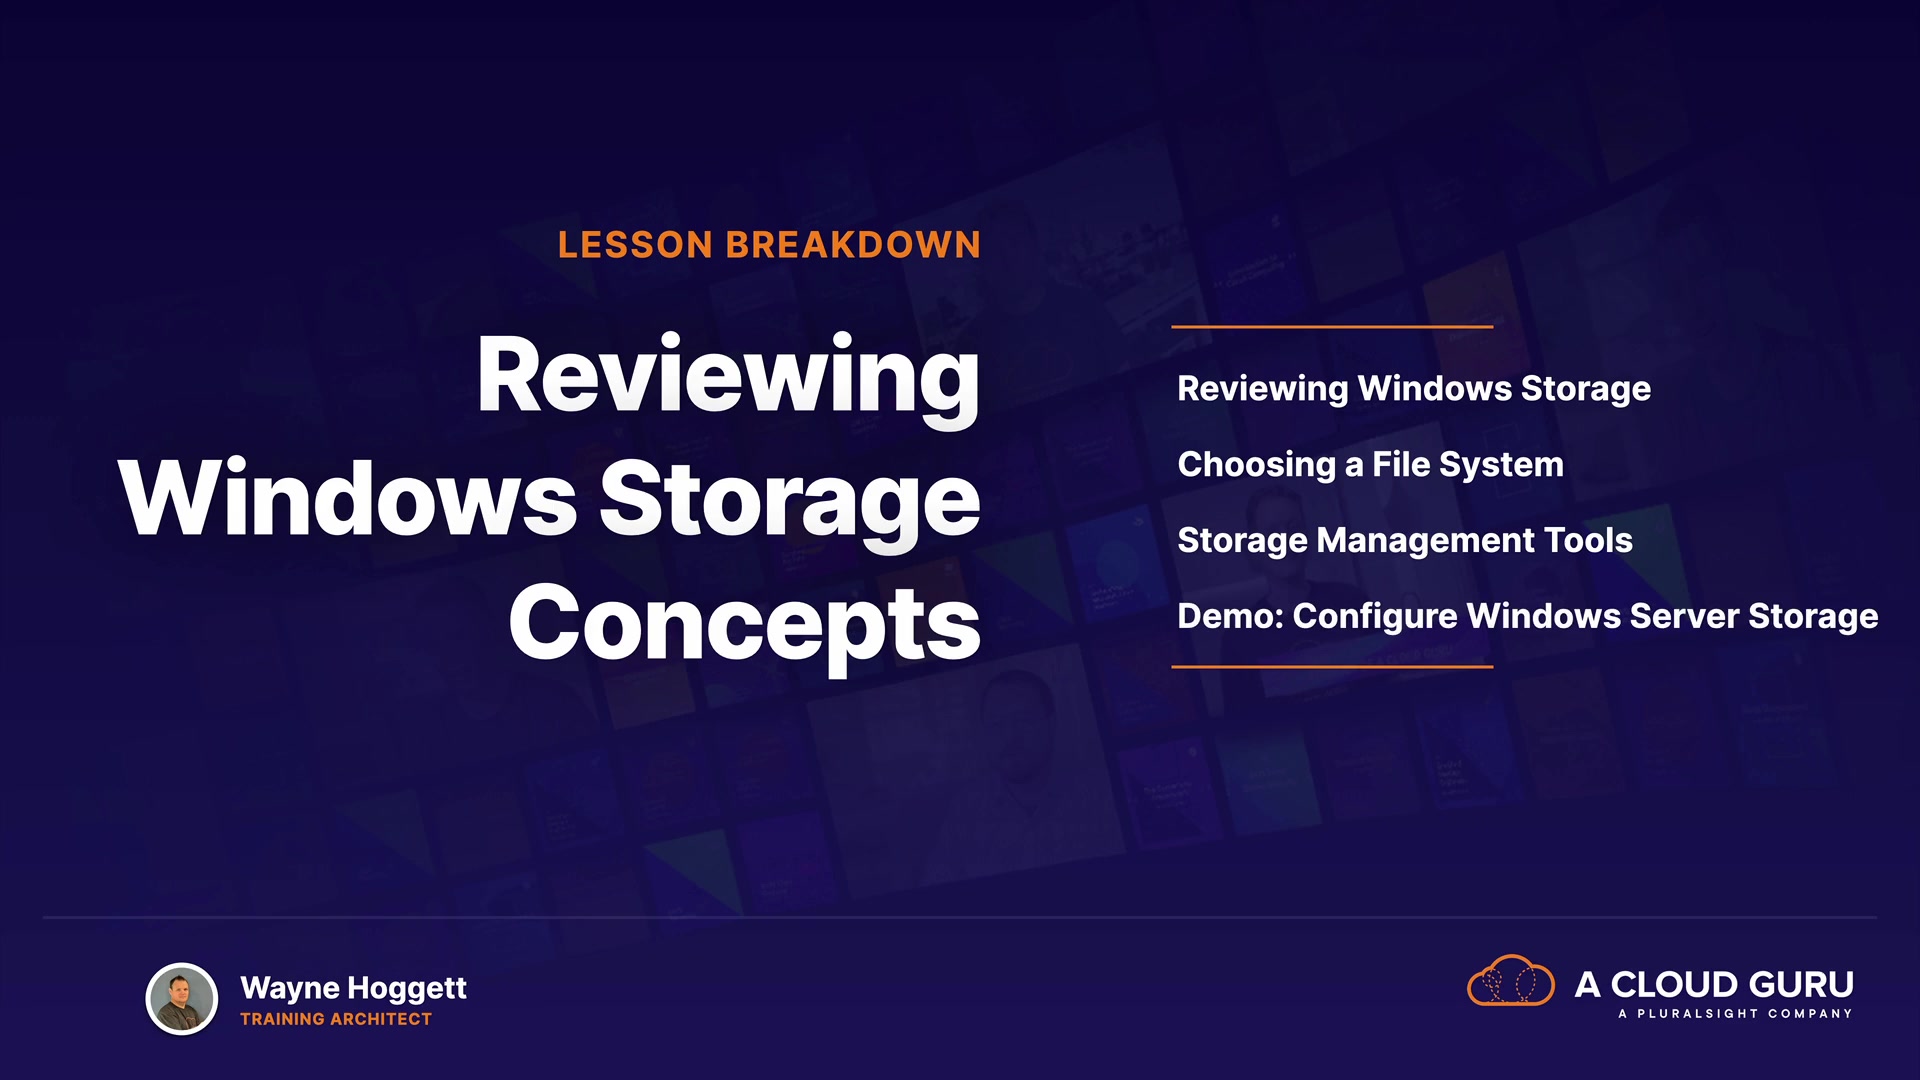 LESSON BREAKDOWN
Reviewing
Windows Storage
Concepts
Reviewing Windows Storage
Choosing a File System
Storage Management Tools
Demo: Configure Windows Server Storage
Wayne Hoggett
TRAINING ARCHITECT
A CLOUD GURU
A PLURALSIGHT COMPANY